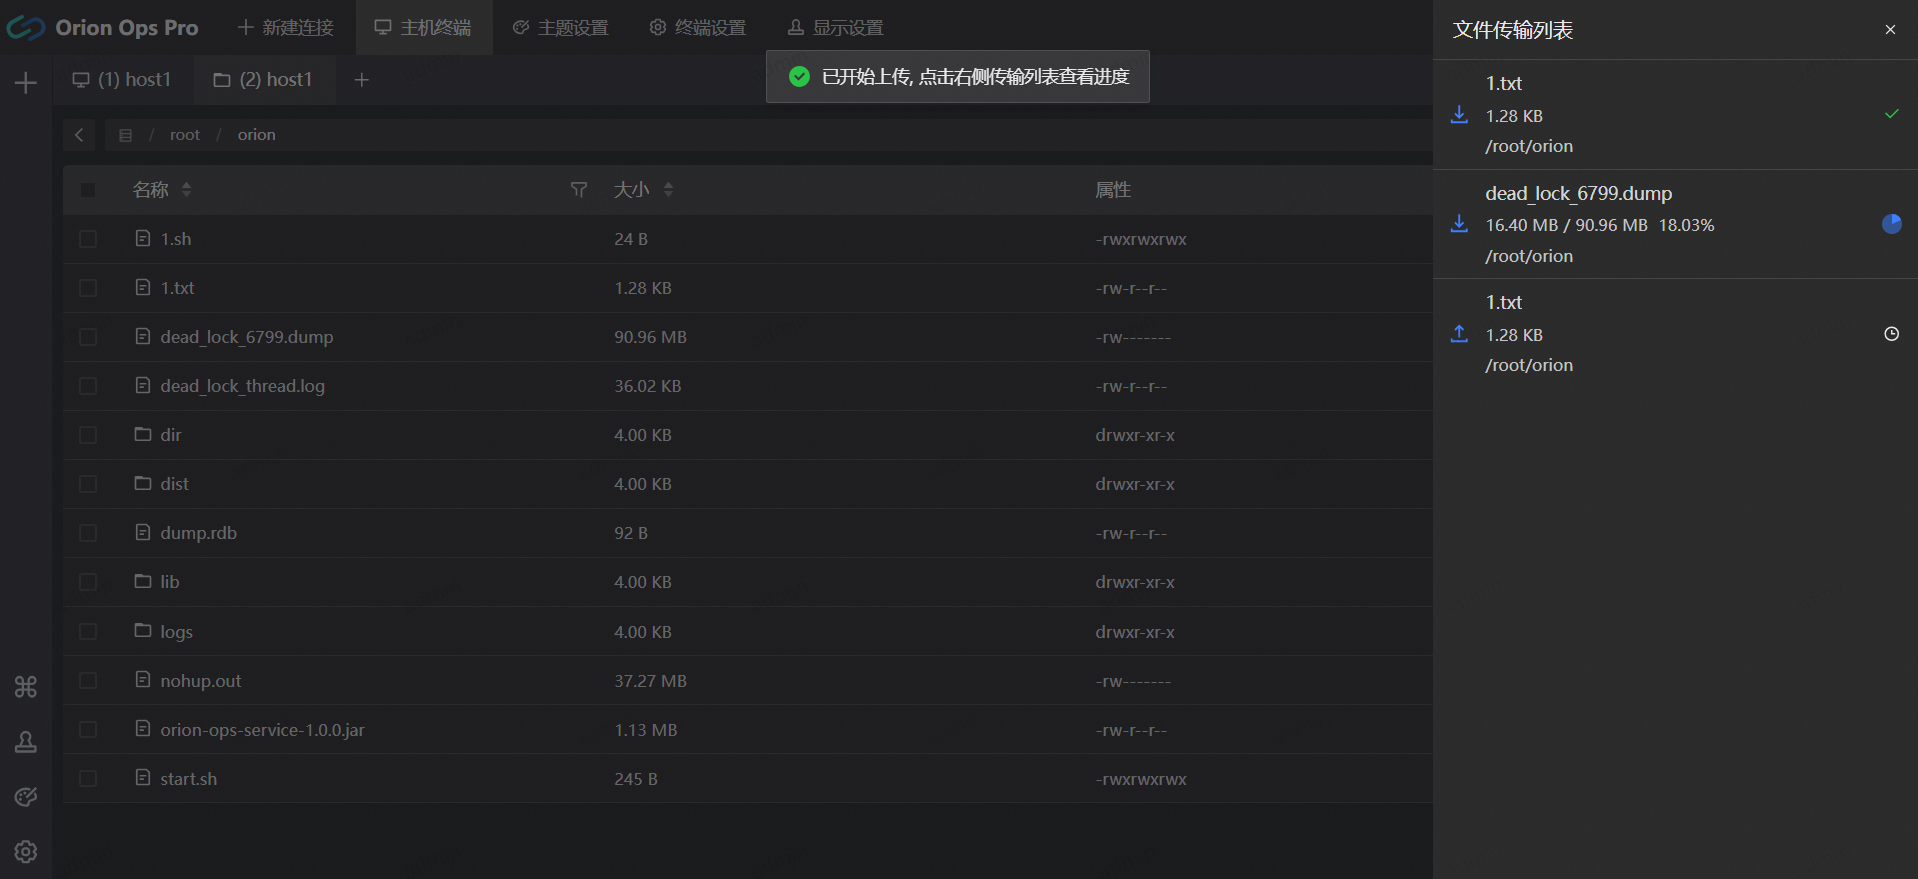 Orion Ops Pro
新建连接
主机终端
主题设置
终端设置
显示设置
(1) host1
(2) host1
已开始上传, 点击右侧传输列表查看进度
/ root / orion
名称 大小 属性
1.sh 24 B -rwxrwxrwx
1.txt 1.28 KB -rw-r--r--
dead_lock_6799.dump 90.96 MB -rw-------
dead_lock_thread.log 36.02 KB -rw-r--r--
dir 4.00 KB drwxr-xr-x
dist 4.00 KB drwxr-xr-x
dump.rdb 92 B -rw-r--r--
lib 4.00 KB drwxr-xr-x
logs 4.00 KB drwxr-xr-x
nohup.out 37.27 MB -rw-------
orion-ops-service-1.0.0.jar 1.13 MB -rw-r--r--
start.sh 245 B -rwxrwxrwx
文件传输列表
1.txt
1.28 KB
/root/orion
dead_lock_6799.dump
16.40 MB / 90.96 MB 18.03%
/root/orion
1.txt
1.28 KB
/root/orion